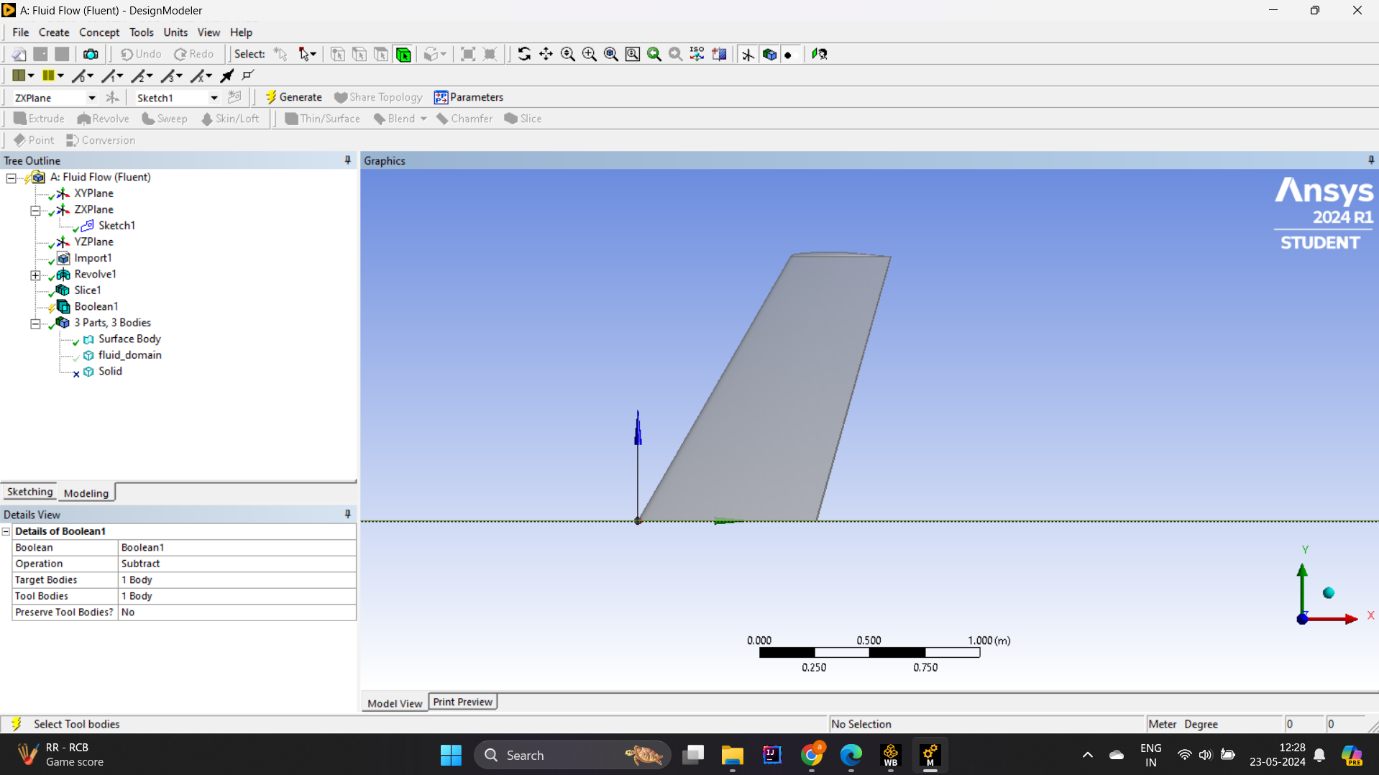 A: Fluid Flow (Fluent) - DesignModeler
File Create Concept Tools Units View Help
Undo Redo Select: ISO
ZXPlane Sketch1 Generate Share Topology Parameters
Extrude Revolve Sweep Skin/Loft Thin/Surface Blend Chamfer Slice
Point Conversion
Tree Outline
A: Fluid Flow (Fluent)
XYPlane
ZXPlane
Sketch1
YZPlane
Import1
Revolve1
Slice1
Boolean1
3 Parts, 3 Bodies
Surface Body
fluid_domain
Solid
Sketching Modeling
Details View
Details of Boolean1
Boolean Boolean1
Operation Subtract
Target Bodies 1 Body
Tool Bodies 1 Body
Preserve Tool Bodies? No
Graphics
Ansys
2024 R1
STUDENT
Y
X
Z
0.000 0.500 1.000 (m)
0.250 0.750
Model View Print Preview
Select Tool bodies No Selection Meter Degree 0 0
RR - RCB
Game score
Search
IJ
WB
M
ENG
IN
12:28
23-05-2024
PRE